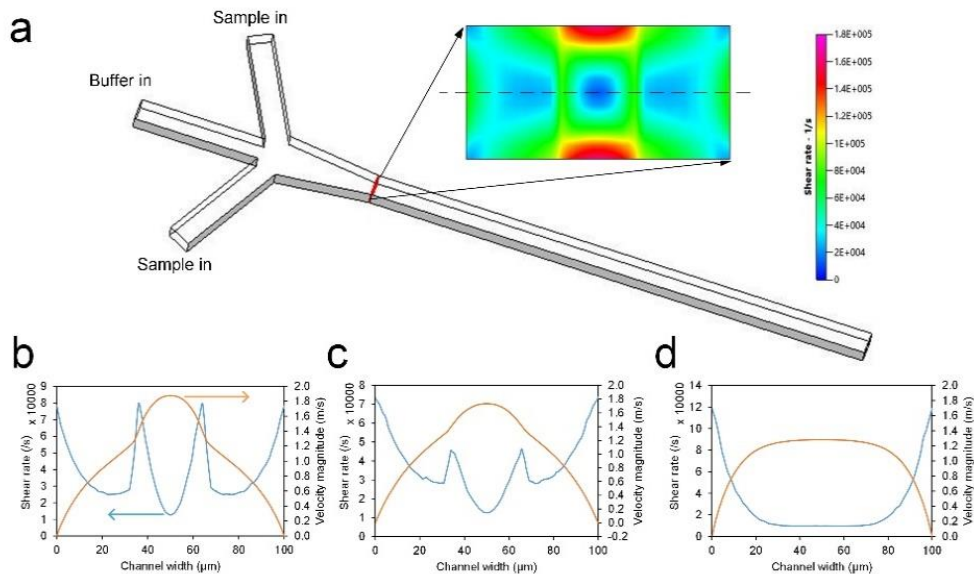 a
Sample in
Buffer in
Sample in
1.8E+005
1.6E+005
1.4E+005
1.2E+005
1E+005
8E+004
6E+004
4E+004
2E+004
0
Shear rate - 1/s
b
Shear rate (/s)
x 10000
9
8
7
6
5
4
3
2
1
0
2.0
1.8
1.6
1.4
1.2
1.0
0.8
0.6
0.4
0.2
0.0
Velocity magnitude (m/s)
0 20 40 60 80 100
Channel width (µm)
c
Shear rate (/s)
x 10000
8
7
6
5
4
3
2
1
0
2.0
1.8
1.6
1.4
1.2
1.0
0.8
0.6
0.4
0.2
0.0
-0.2
Velocity magnitude (m/s)
0 20 40 60 80 100
Channel width (µm)
d
Shear rate (/s)
x 10000
14
12
10
8
6
4
2
0
2.0
1.8
1.6
1.4
1.2
1.0
0.8
0.6
0.4
0.2
0.0
Velocity magnitude (m/s)
0 20 40 60 80 100
Channel width (µm)